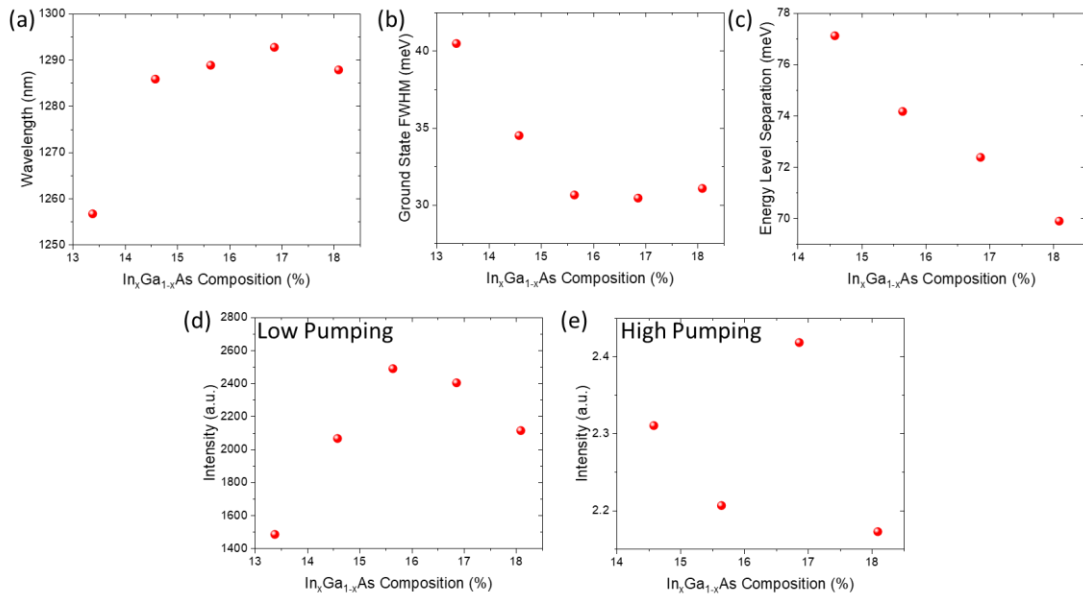 (a)
Wavelength (nm)
1300
1290
1280
1270
1260
1250
13 14 15 16 17 18
InₓGa₁₋ₓAs Composition (%)
(b)
Ground State FWHM (meV)
40
35
30
13 14 15 16 17 18
InₓGa₁₋ₓAs Composition (%)
(c)
Energy Level Separation (meV)
78
76
74
72
70
14 15 16 17 18
InₓGa₁₋ₓAs Composition (%)
(d)
Low Pumping
Intensity (a.u.)
2800
2600
2400
2200
2000
1800
1600
1400
13 14 15 16 17 18
InₓGa₁₋ₓAs Composition (%)
(e)
High Pumping
Intensity (a.u.)
2.4
2.3
2.2
14 15 16 17 18
InₓGa₁₋ₓAs Composition (%)